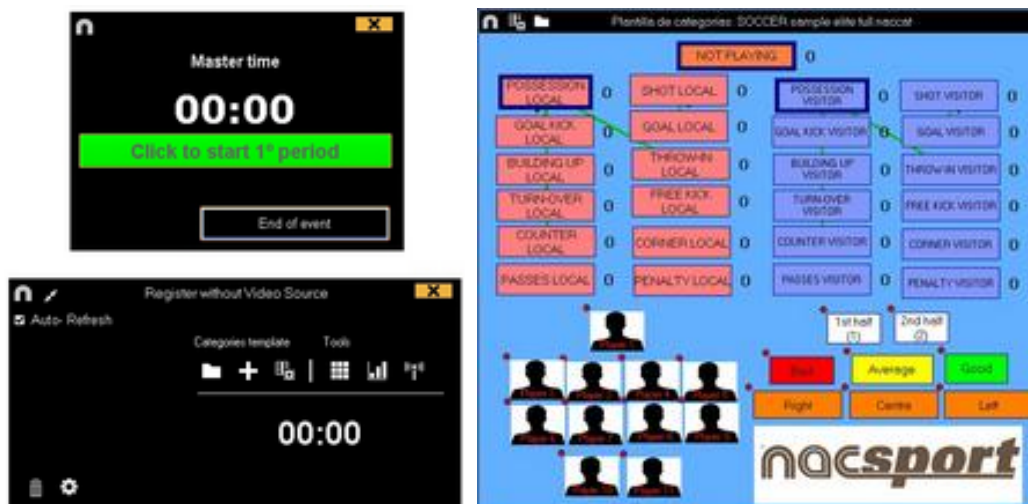 Master time
00:00
Click to start 1º period
End of event
Register without Video Source
Auto- Refresh
Categories template
Tools
00:00
Plantilla de categorias: SOCCER sample elite full.naccat
NOT PLAYING 0
POSSESSION LOCAL 0
SHOT LOCAL 0
POSSESSION VISITOR 0
SHOT VISITOR 0
GOAL KICK LOCAL 0
GOAL LOCAL 0
GOAL KICK VISITOR 0
GOAL VISITOR 0
BUILDING UP LOCAL 0
THROW-IN LOCAL 0
BUILDING UP VISITOR 0
THROW-IN VISITOR 0
TURN-OVER LOCAL 0
FREE KICK LOCAL 0
TURN-OVER VISITOR 0
FREE KICK VISITOR 0
COUNTER LOCAL 0
CORNER LOCAL 0
COUNTER VISITOR 0
CORNER VISITOR 0
PASSES LOCAL 0
PENALTY LOCAL 0
PASSES VISITOR 0
PENALTY VISITOR 0
1st half (1)
2nd half (2)
Bad
Average
Good
Right
Centre
Left
nacsport